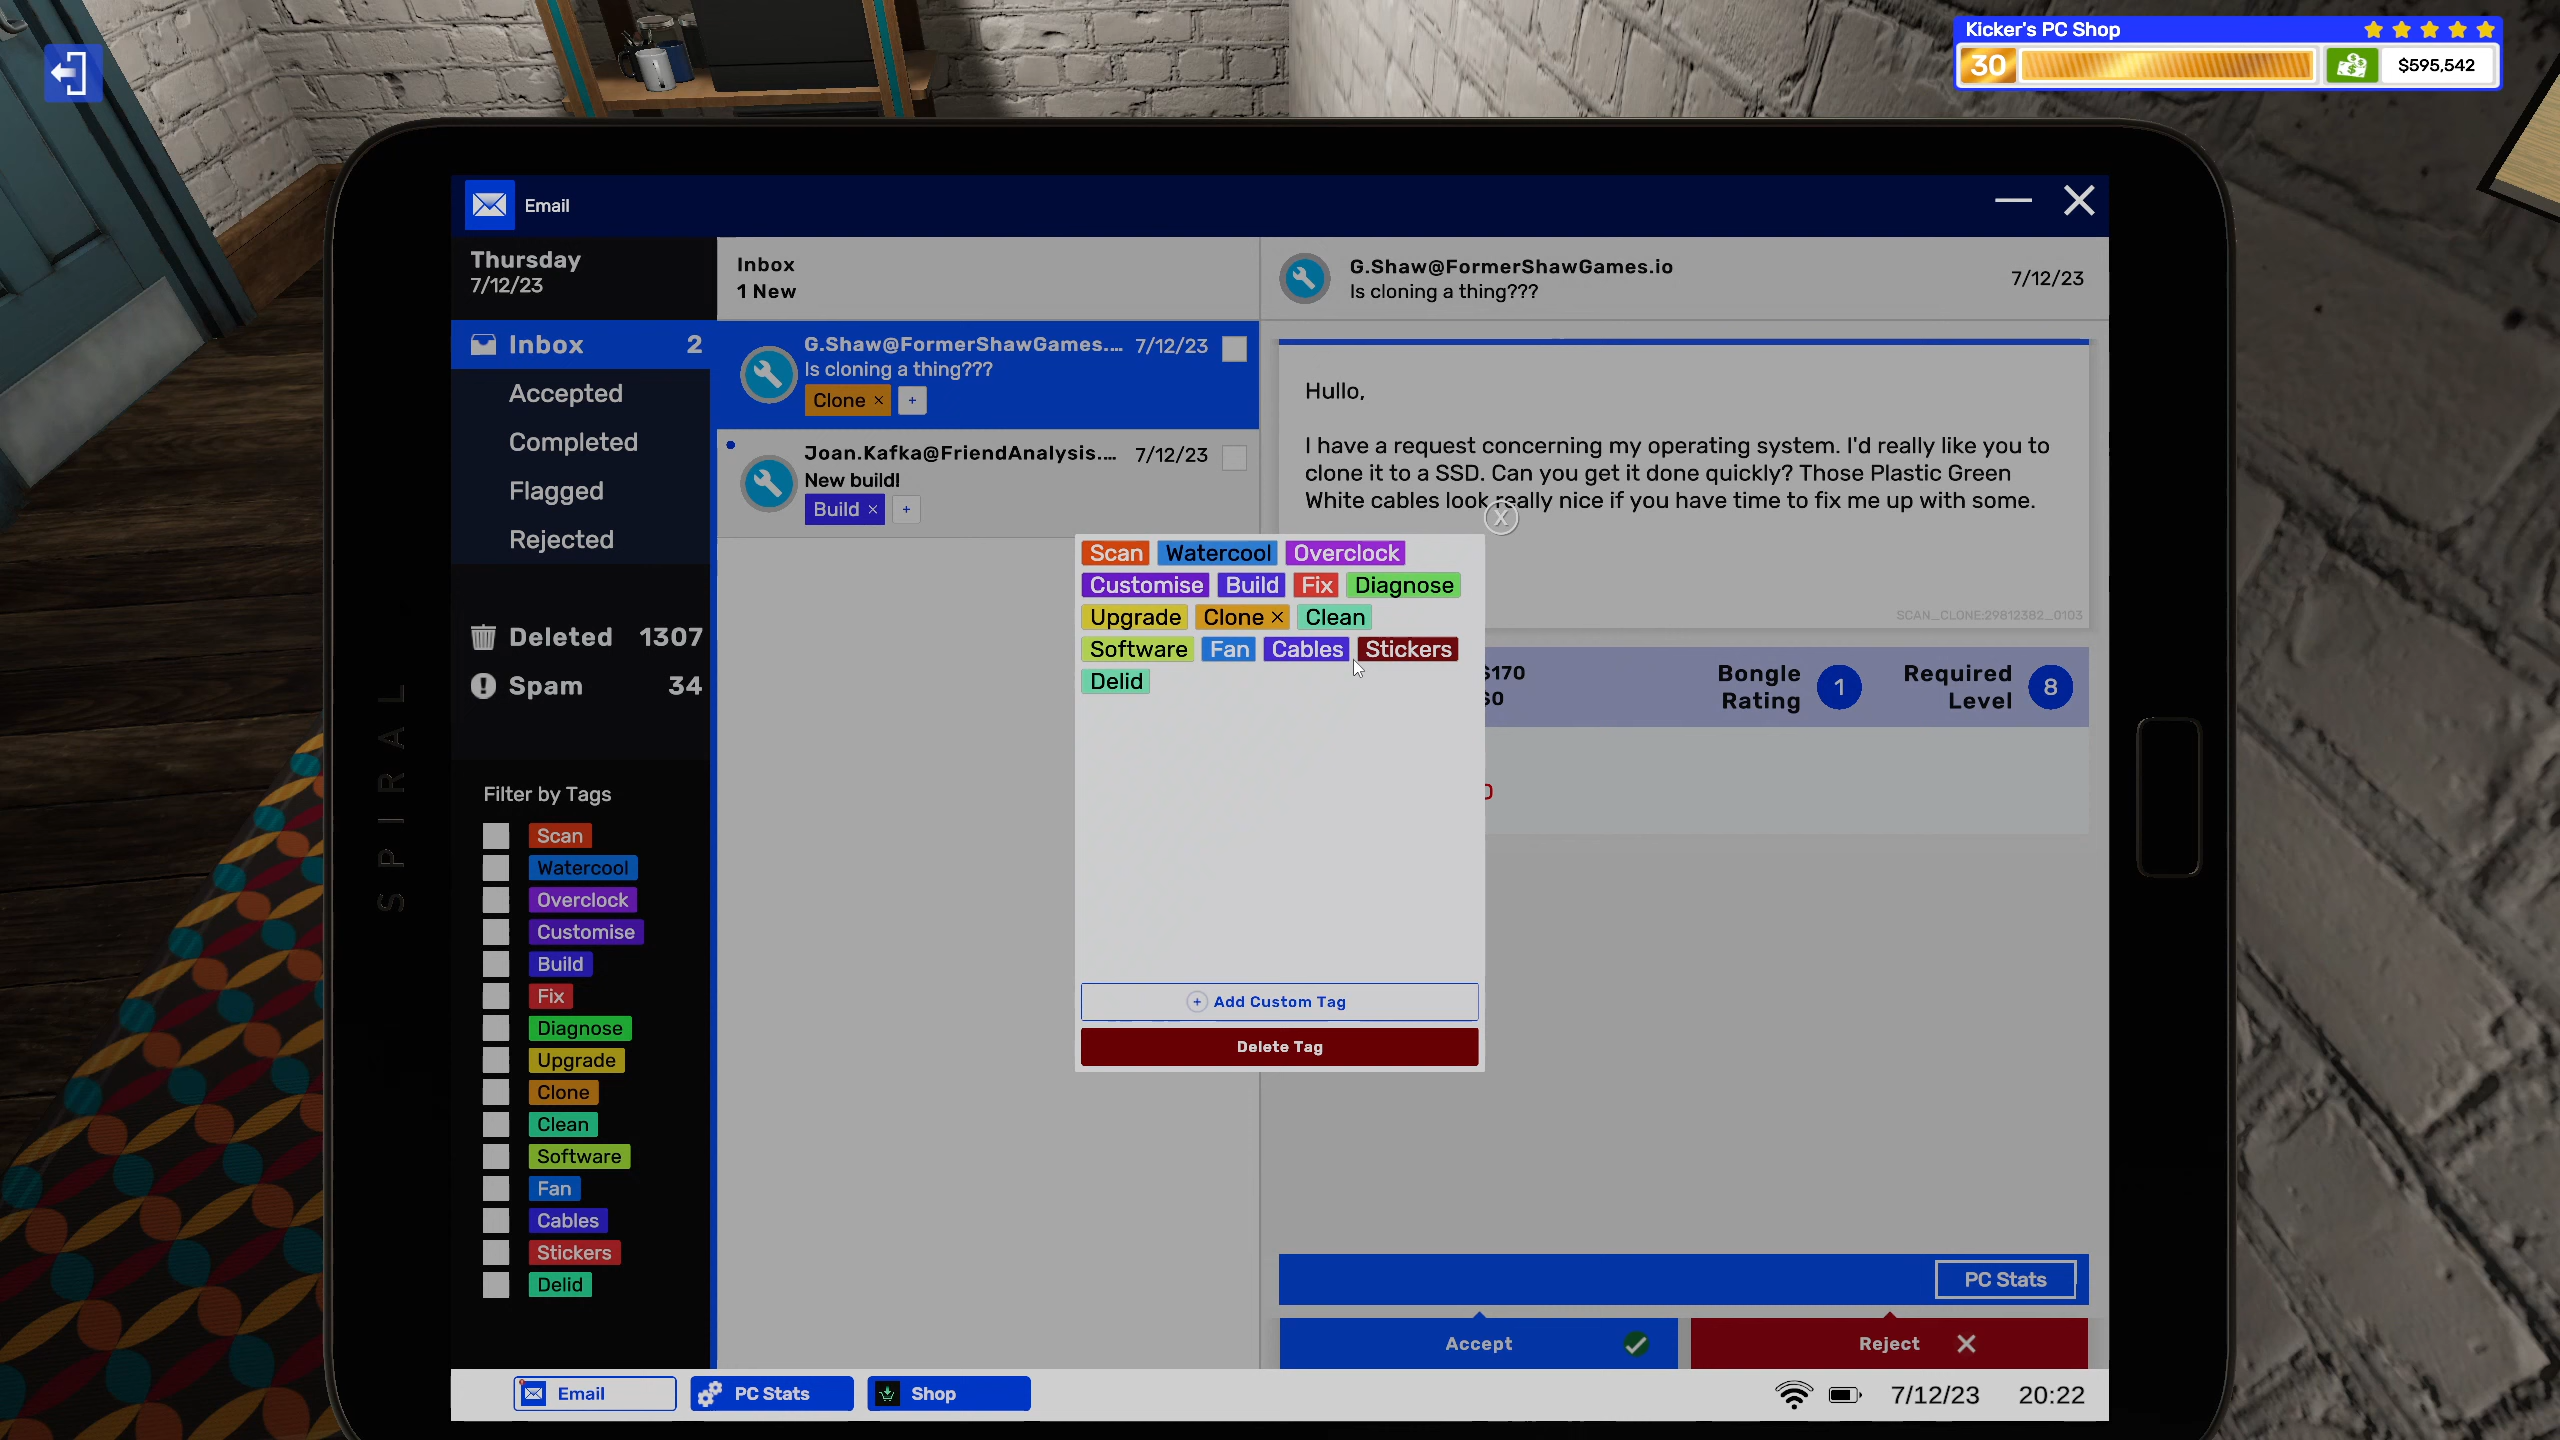 Kicker's PC Shop
30
$595,542
Email
Thursday
7/12/23
Inbox 2
Accepted
Completed
Flagged
Rejected
Deleted 1307
Spam 34
Filter by Tags
Scan
Watercool
Overclock
Customise
Build
Fix
Diagnose
Upgrade
Clone
Clean
Software
Fan
Cables
Stickers
Delid
Inbox
1 New
G.Shaw@FormerShawGames.... 7/12/23
Is cloning a thing???
Clone × +
Joan.Kafka@FriendAnalysis.... 7/12/23
New build!
Build × +
G.Shaw@FormerShawGames.io
Is cloning a thing???
7/12/23
Hullo,
I have a request concerning my operating system. I'd really like you to
clone it to a SSD. Can you get it done quickly? Those Plastic Green
White cables look really nice if you have time to fix me up with some.
SCAN_CLONE:29812382_0103
X
Scan Watercool Overclock
Customise Build Fix Diagnose
Upgrade Clone × Clean
Software Fan Cables Stickers
Delid
+ Add Custom Tag
Delete Tag
$170
$0
Bongle
Rating
1
Required
Level
8
PC Stats
Accept
Reject
SPIRAL
Email
PC Stats
Shop
7/12/23
20:22